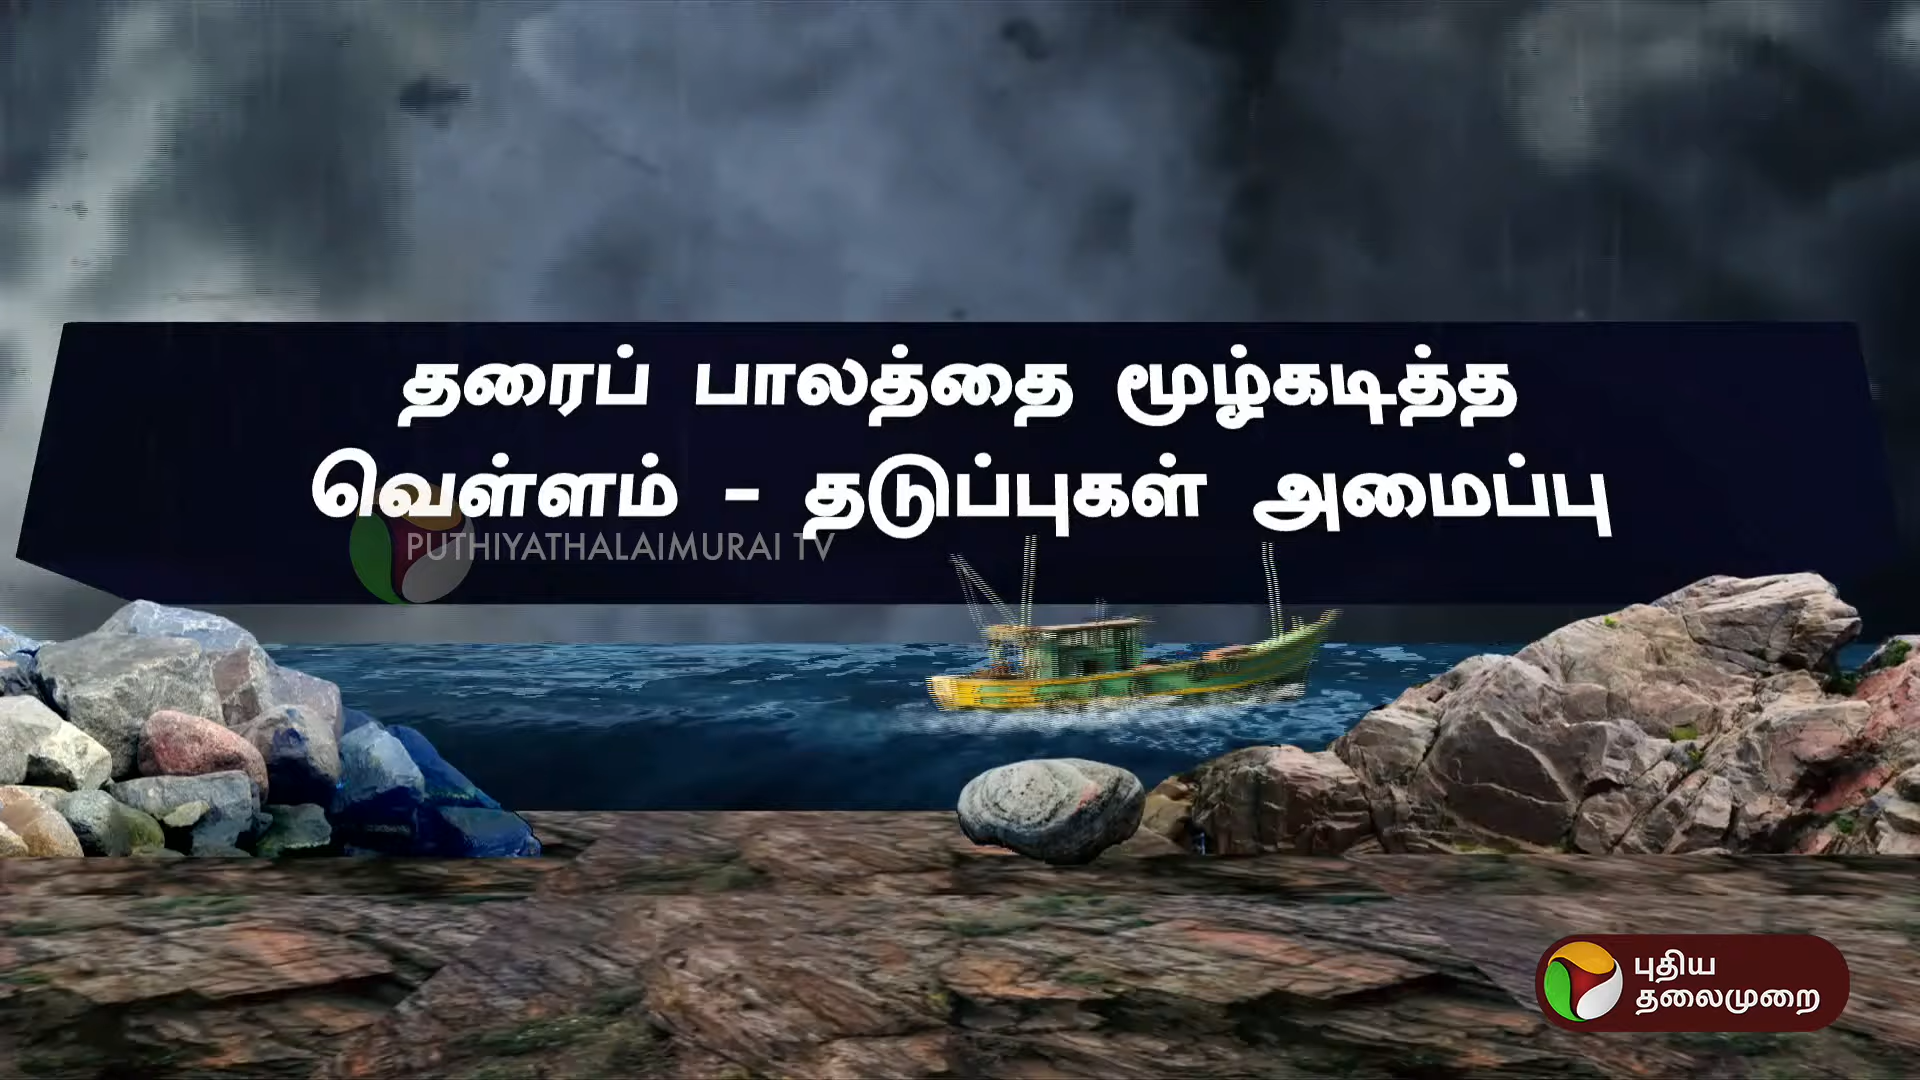 தரைப் பாலத்தை மூழ்கடித்த
வெள்ளம் - தடுப்புகள் அமைப்பு
PUTHIYATHALAIMURAI TV
புதிய
தலைமுறை